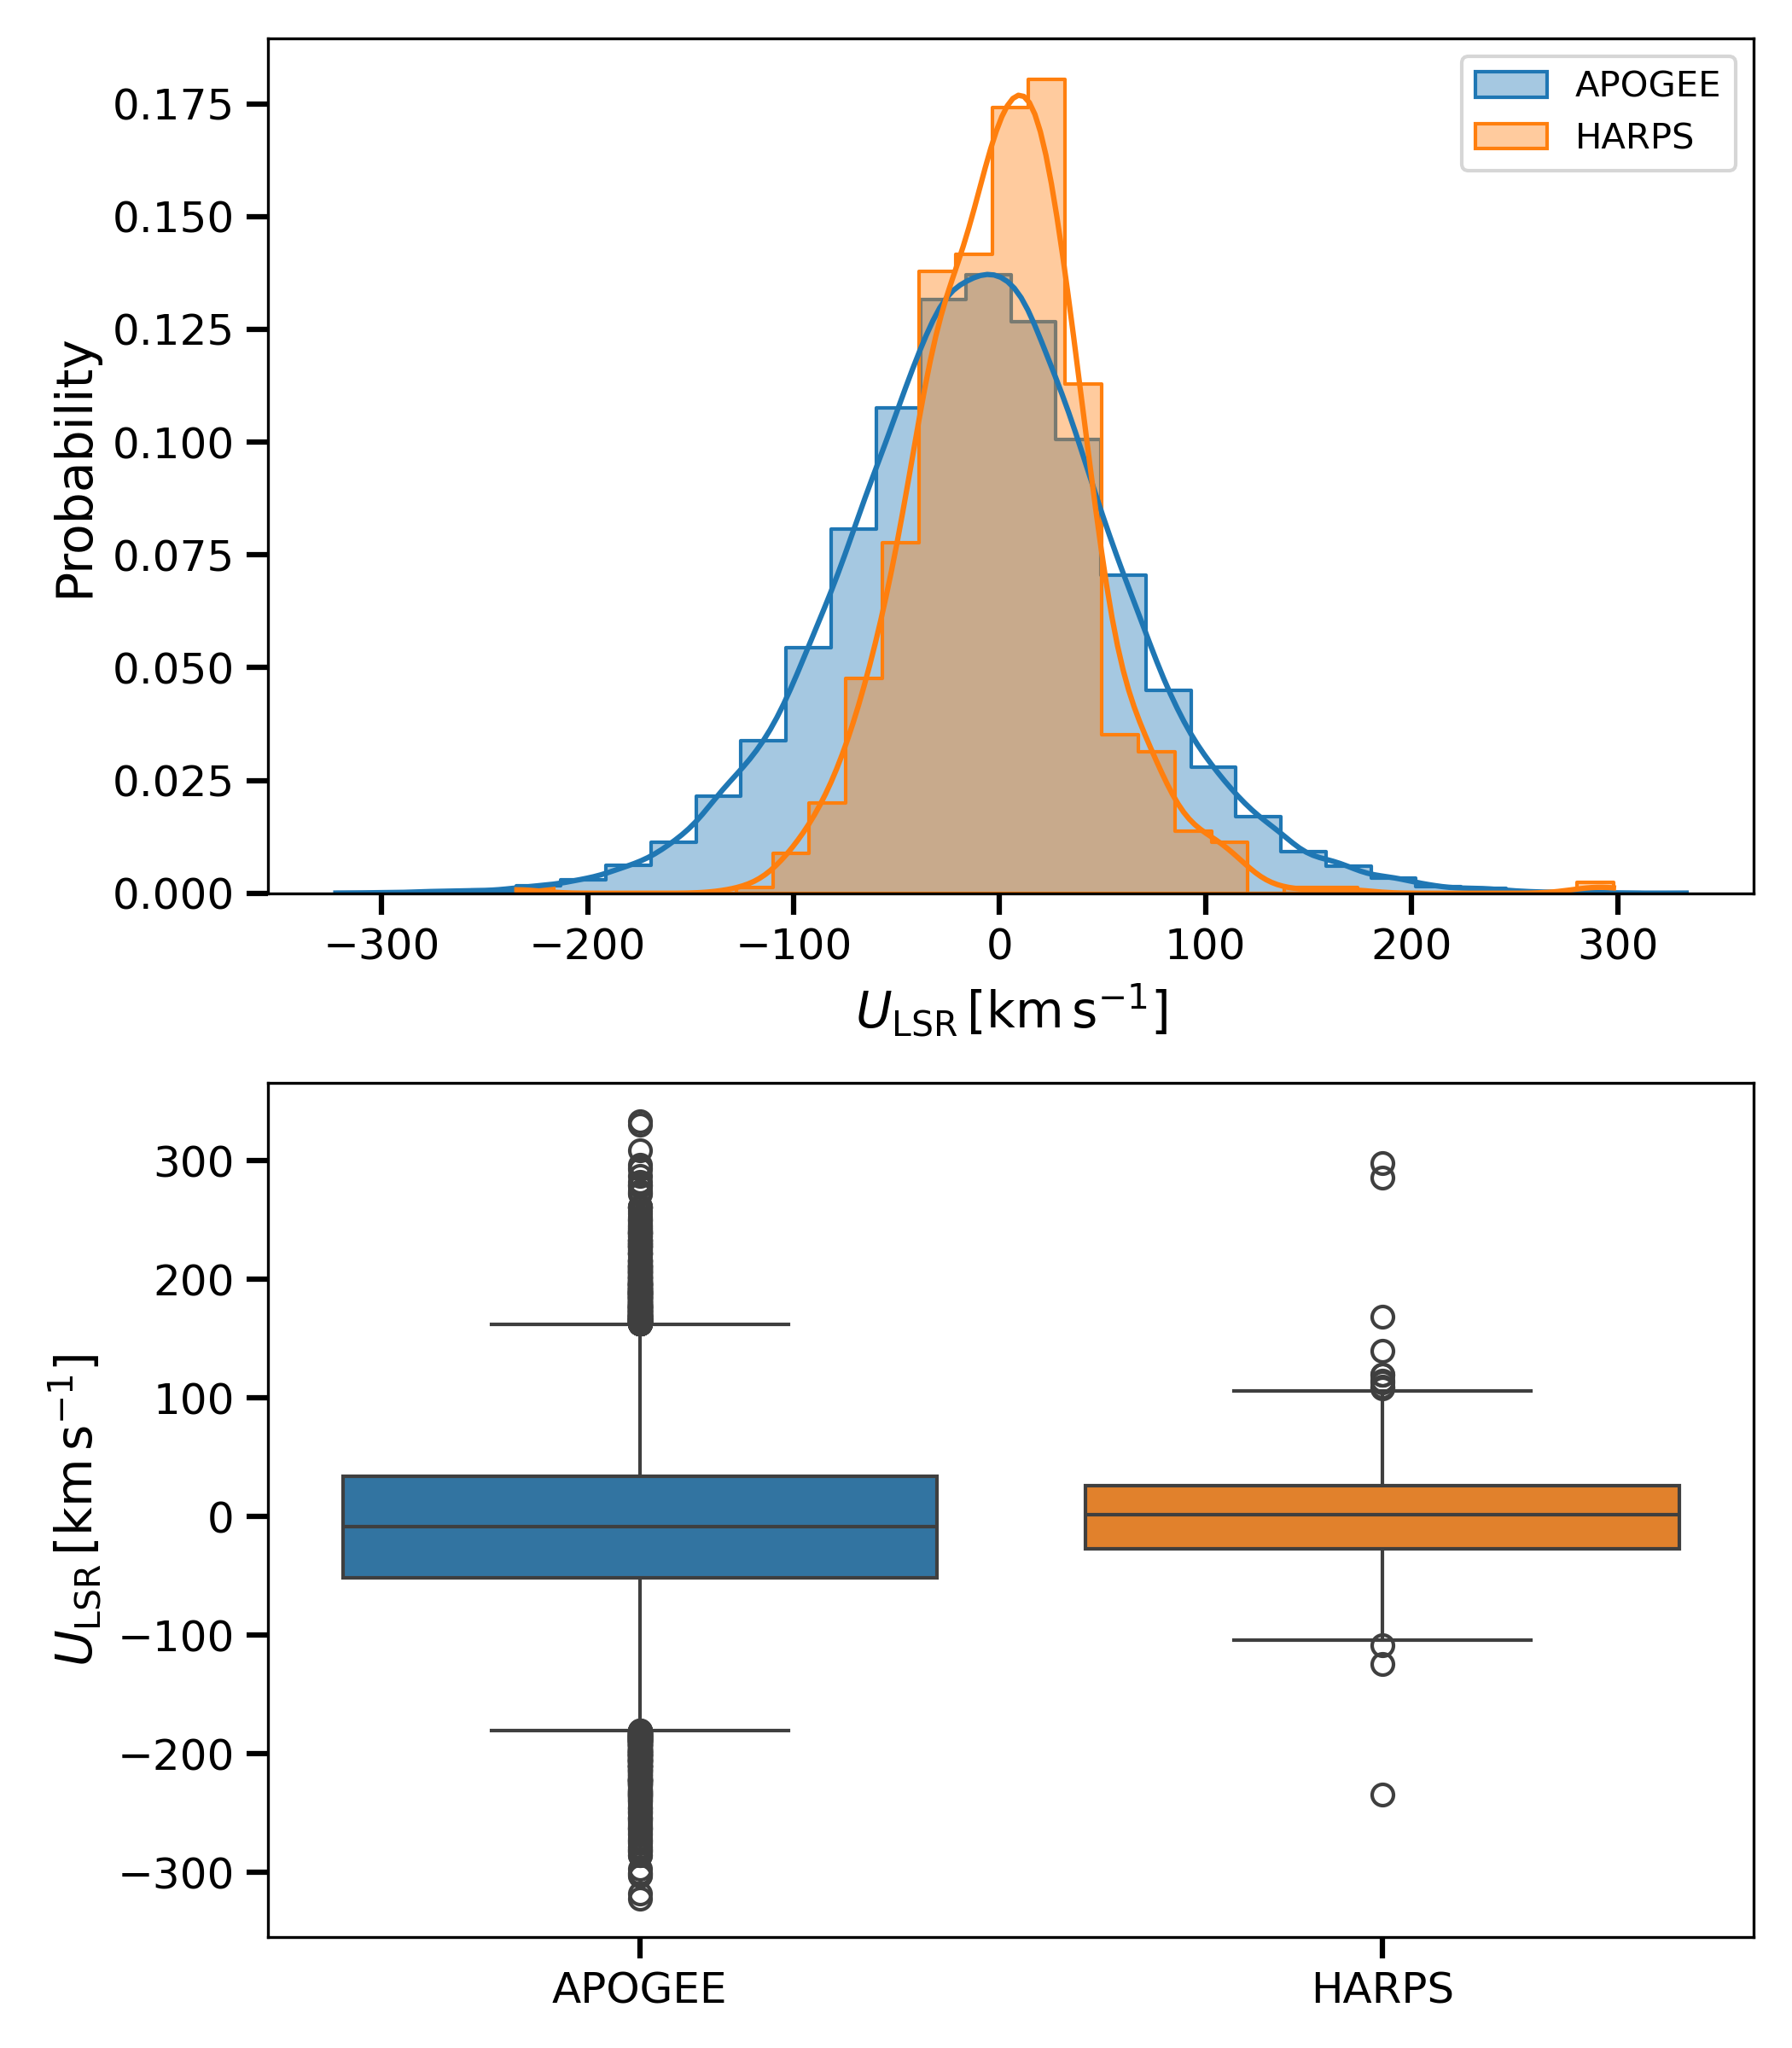 APOGEE
HARPS
Probability
0.175
0.150
0.125
0.100
0.075
0.050
0.025
0.000
−300 −200 −100 0 100 200 300
U_LSR [km s⁻¹]
U_LSR [km s⁻¹]
300
200
100
0
−100
−200
−300
APOGEE HARPS